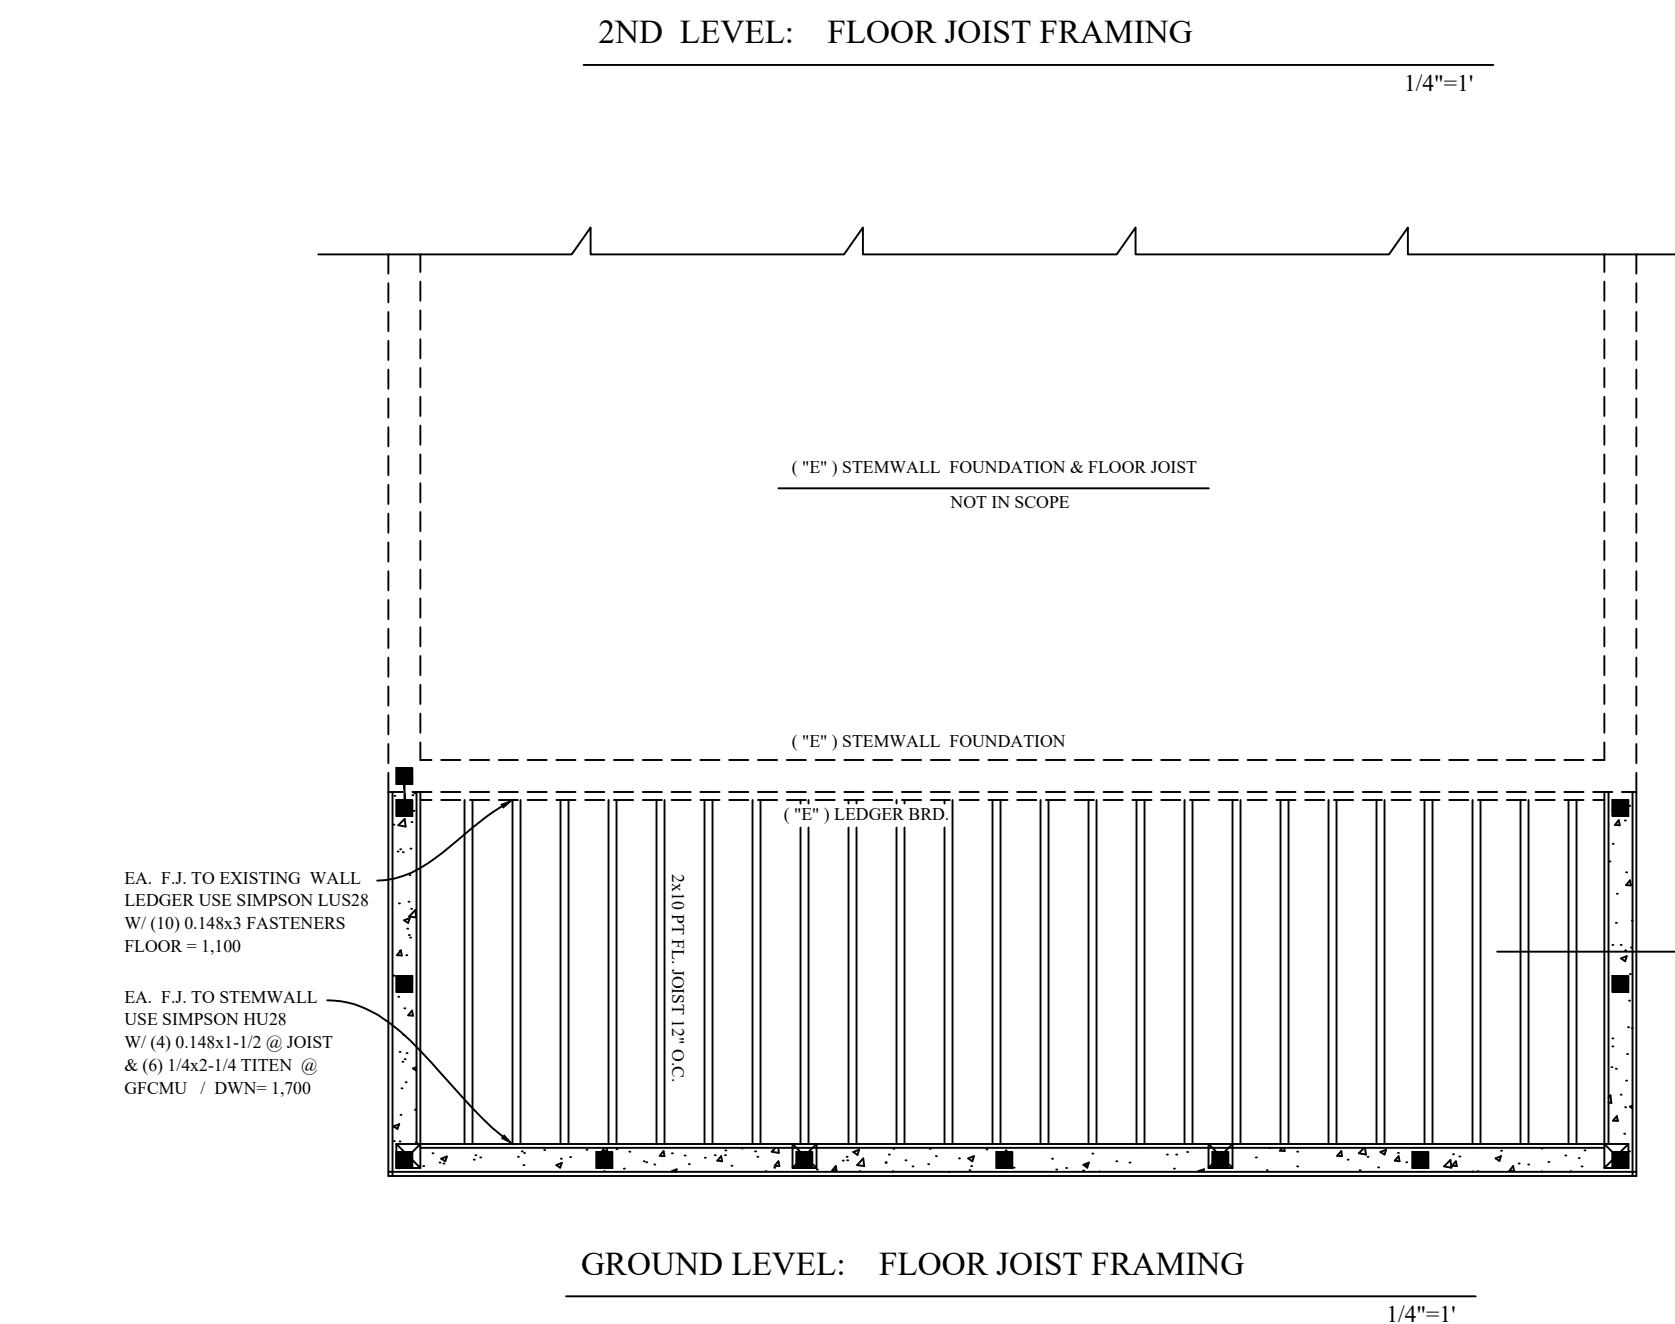 2ND LEVEL: FLOOR JOIST FRAMING
1/4"=1'
( "E" ) STEMWALL FOUNDATION & FLOOR JOIST
NOT IN SCOPE
( "E" ) STEMWALL FOUNDATION
( "E" ) LEDGER BRD.
EA. F.J. TO EXISTING WALL
LEDGER USE SIMPSON LUS28
W/ (10) 0.148x3 FASTENERS
FLOOR = 1,100
2x10 PT FL. JOIST 12" O.C.
EA. F.J. TO STEMWALL
USE SIMPSON HU28
W/ (4) 0.148x1-1/2 @ JOIST
& (6) 1/4x2-1/4 TITEN @
GFCMU / DWN= 1,700
GROUND LEVEL: FLOOR JOIST FRAMING
1/4"=1'